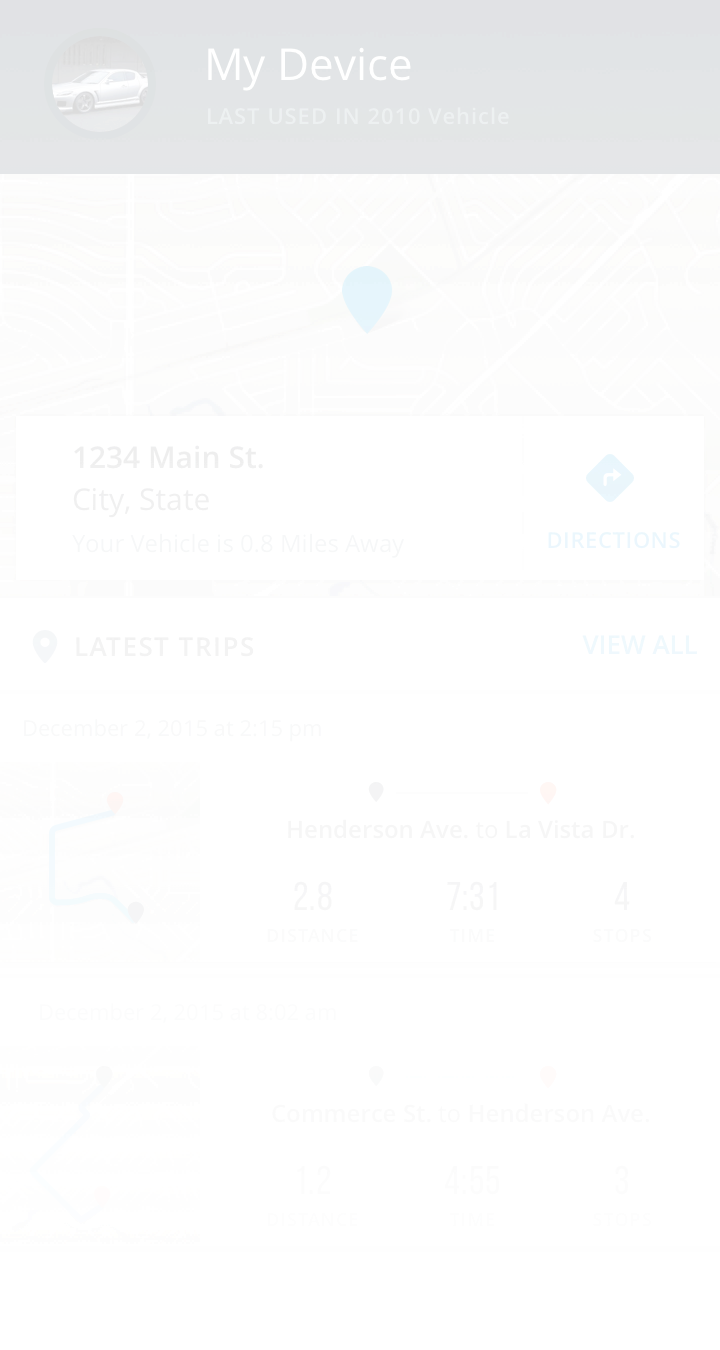 My Device
LAST USED IN 2010 Vehicle
1234 Main St.
City, State
Your Vehicle is 0.8 Miles Away
DIRECTIONS
LATEST TRIPS
VIEW ALL
December 2, 2015 at 2:15 pm
Henderson Ave. to La Vista Dr.
2.8 7:31 4
DISTANCE TIME STOPS
December 2, 2015 at 8:02 am
Commerce St. to Henderson Ave.
1.2 4:55 3
DISTANCE TIME